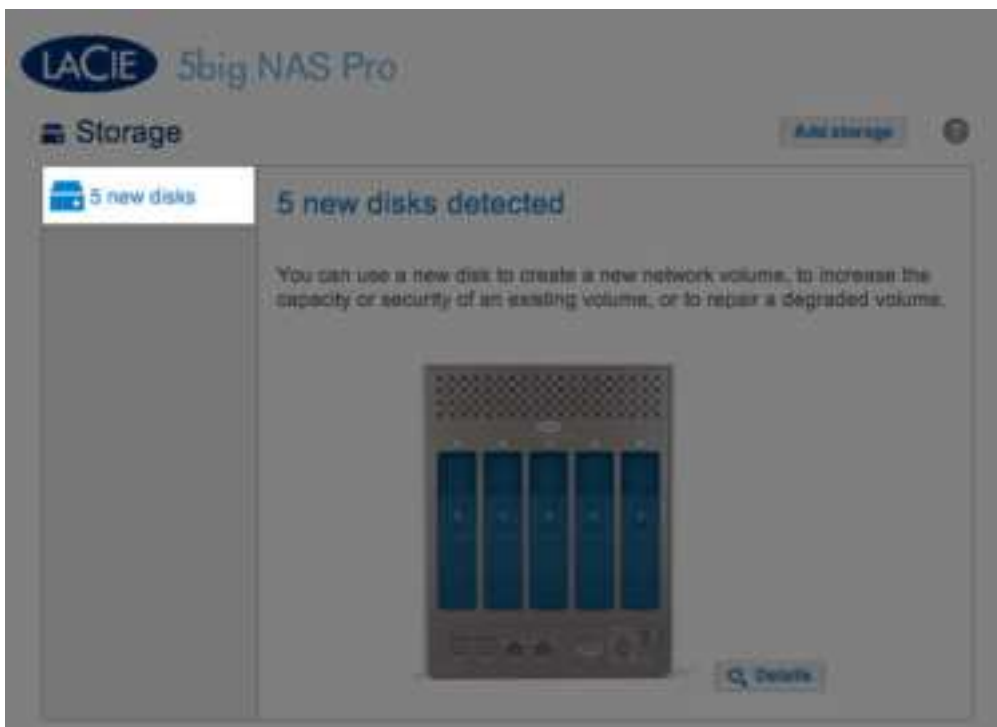 LACIE 5big NAS Pro
Storage
Add storage
?
5 new disks
5 new disks detected
You can use a new disk to create a new network volume, to increase the
capacity or security of an existing volume, or to repair a degraded volume.
Details